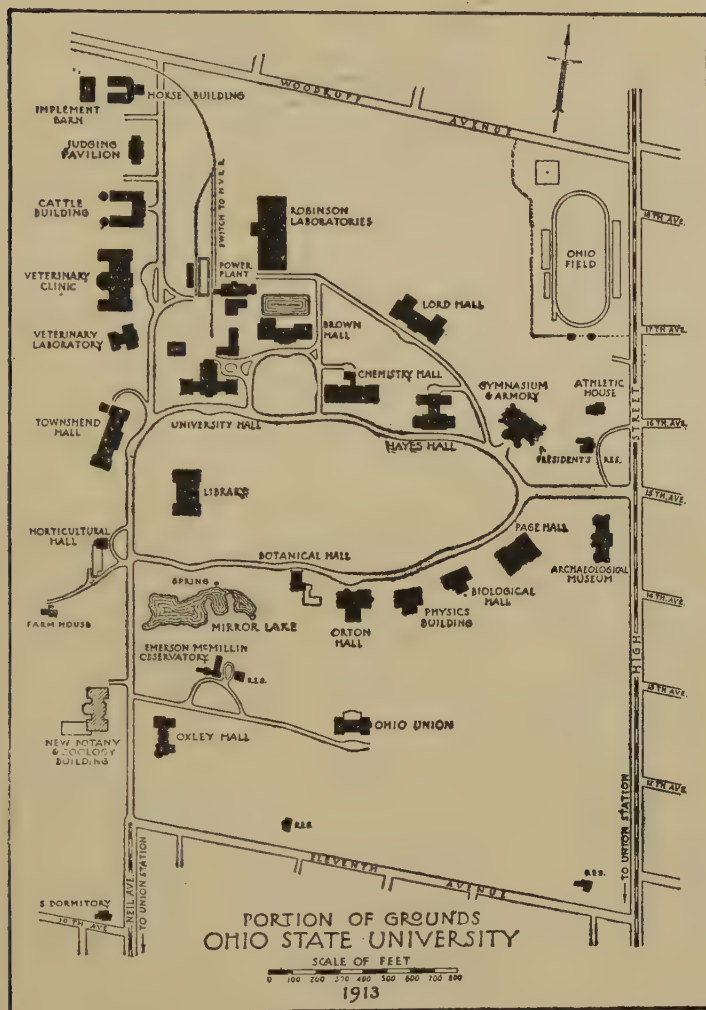 WOODRUFF AVENUE
IMPLEMENT
BARN
HORSE BUILDING
JUDGING
PAVILION
CATTLE
BUILDING
SWITCH TO H.V.R.R.
ROBINSON
LABORATORIES
18TH AVE.
OHIO
FIELD
VETERINARY
CLINIC
POWER
PLANT
LORD HALL
17TH AVE.
VETERINARY
LABORATORY
BROWN
HALL
CHEMISTRY HALL
GYMNASIUM
& ARMORY
ATHLETIC
HOUSE
TOWNSHEND
HALL
UNIVERSITY HALL
HAYES HALL
PRESIDENT'S RES.
16TH AVE.
LIBRARY
15TH AVE.
HORTICULTURAL
HALL
BOTANICAL HALL
PAGE HALL
ARCHAEOLOGICAL
MUSEUM
SPRING
BIOLOGICAL
HALL
14TH AVE.
FARM HOUSE
MIRROR LAKE
ORTON
HALL
PHYSICS
BUILDING
EMERSON McMILLIN
OBSERVATORY
RES.
HIGH STREET
13TH AVE.
NEW BOTANY
& ZOOLOGY
BUILDING
OXLEY HALL
OHIO UNION
12TH AVE.
RES.
TO UNION STATION
ELEVENTH AVENUE
RES.
NEIL AVE.
TO UNION STATION
S DORMITORY
10TH AVE
PORTION OF GROUNDS
OHIO STATE UNIVERSITY
SCALE OF FEET
0 100 200 300 400 500 600 700 800
1913